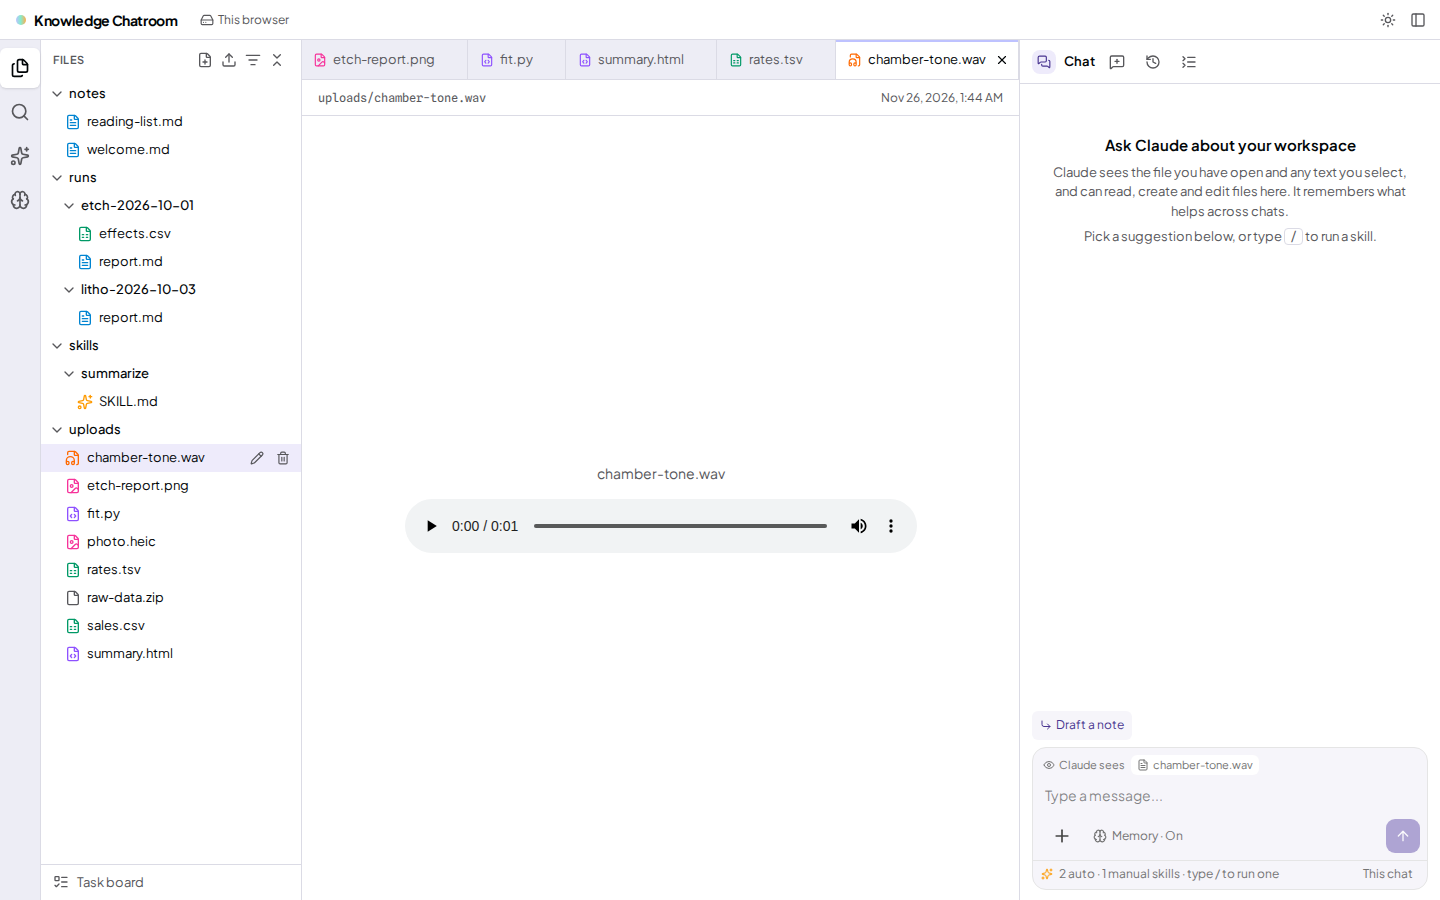 Knowledge Chatroom
This browser
FILES
notes
reading-list.md
welcome.md
runs
etch-2026-10-01
effects.csv
report.md
litho-2026-10-03
report.md
skills
summarize
SKILL.md
uploads
chamber-tone.wav
etch-report.png
fit.py
photo.heic
rates.tsv
raw-data.zip
sales.csv
summary.html
Task board
etch-report.png
fit.py
summary.html
rates.tsv
chamber-tone.wav
uploads/chamber-tone.wav
Nov 26, 2026, 1:44 AM
chamber-tone.wav
0:00 / 0:01
Chat
Ask Claude about your workspace
Claude sees the file you have open and any text you select,
and can read, create and edit files here. It remembers what
helps across chats.
Pick a suggestion below, or type / to run a skill.
Draft a note
Claude sees chamber-tone.wav
Type a message...
Memory · On
2 auto · 1 manual skills · type / to run one
This chat